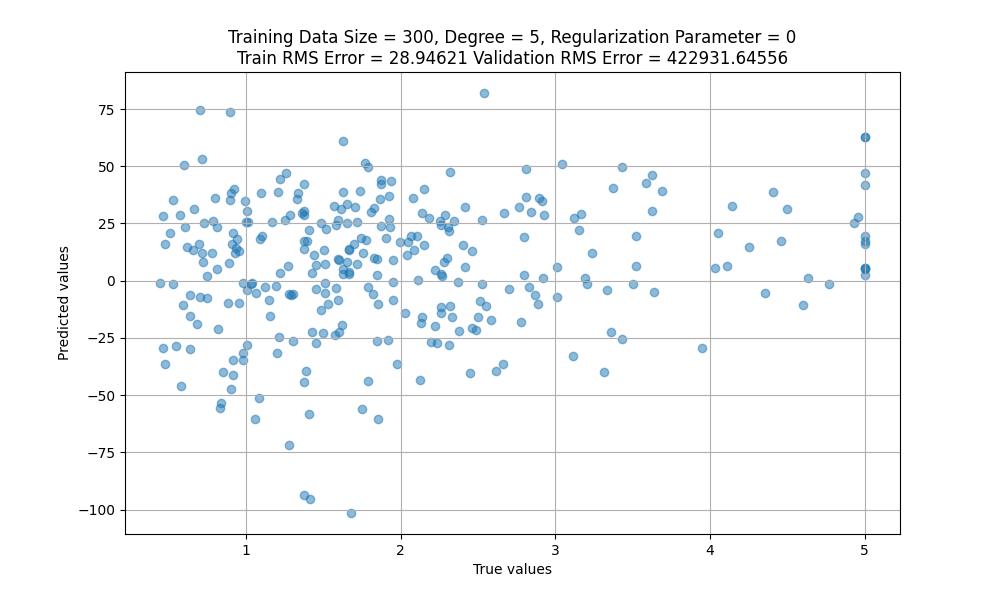 Training Data Size = 300, Degree = 5, Regularization Parameter = 0
Train RMS Error = 28.94621 Validation RMS Error = 422931.64556
75
50
25
0
−25
−50
−75
−100
Predicted values
1 2 3 4 5
True values